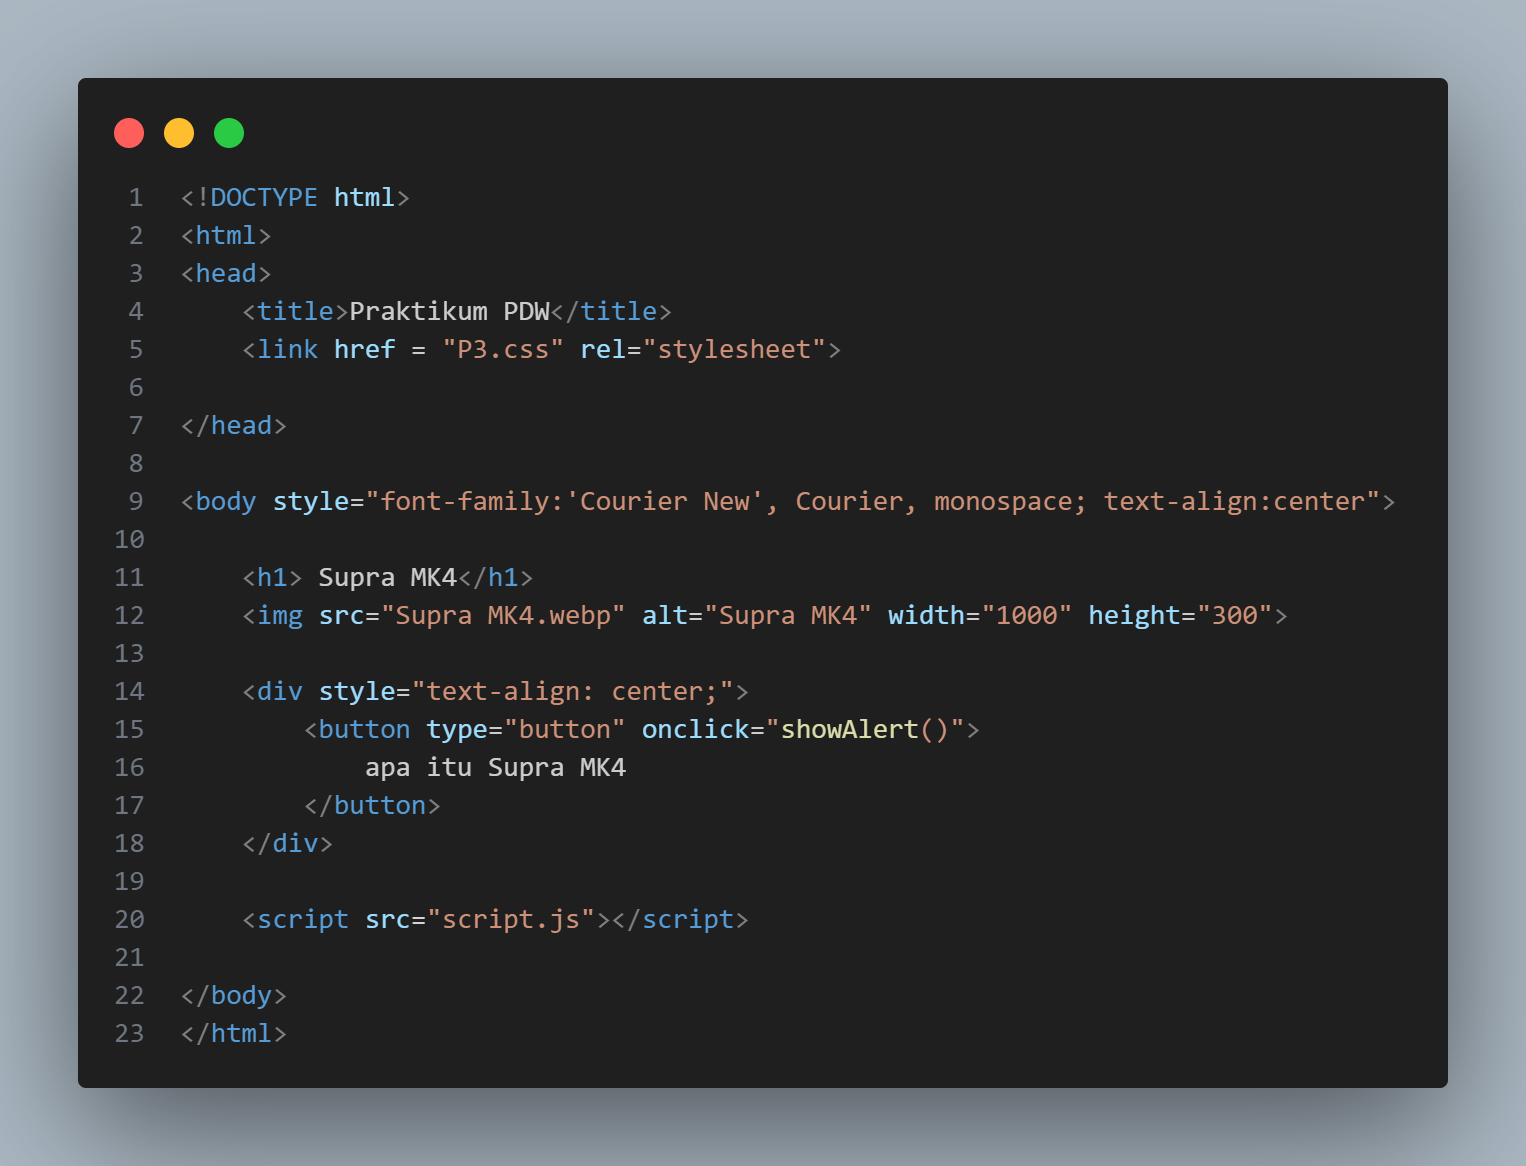 1 <!DOCTYPE html>
2 <html>
3 <head>
4     <title>Praktikum PDW</title>
5     <link href = "P3.css" rel="stylesheet">
6
7 </head>
8
9 <body style="font-family:'Courier New', Courier, monospace; text-align:center">
10
11     <h1> Supra MK4</h1>
12     <img src="Supra MK4.webp" alt="Supra MK4" width="1000" height="300">
13
14     <div style="text-align: center;">
15         <button type="button" onclick="showAlert()">
16             apa itu Supra MK4
17         </button>
18     </div>
19
20     <script src="script.js"></script>
21
22 </body>
23 </html>